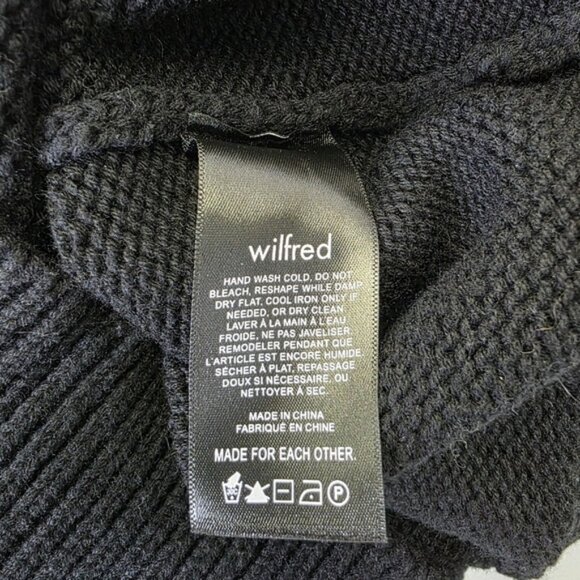 wilfred
HAND WASH COLD, DO NOT
BLEACH, RESHAPE WHILE DAMP,
DRY FLAT, COOL IRON ONLY IF
NEEDED, OR DRY CLEAN
LAVER À LA MAIN À L'EAU
FROIDE, NE PAS JAVELISER,
REMODELER PENDANT QUE
L'ARTICLE EST ENCORE HUMIDE,
SÉCHER À PLAT, REPASSAGE
DOUX SI NÉCESSAIRE, OU
NETTOYER À SEC.
MADE IN CHINA
FABRIQUÉ EN CHINE
MADE FOR EACH OTHER.
30C P